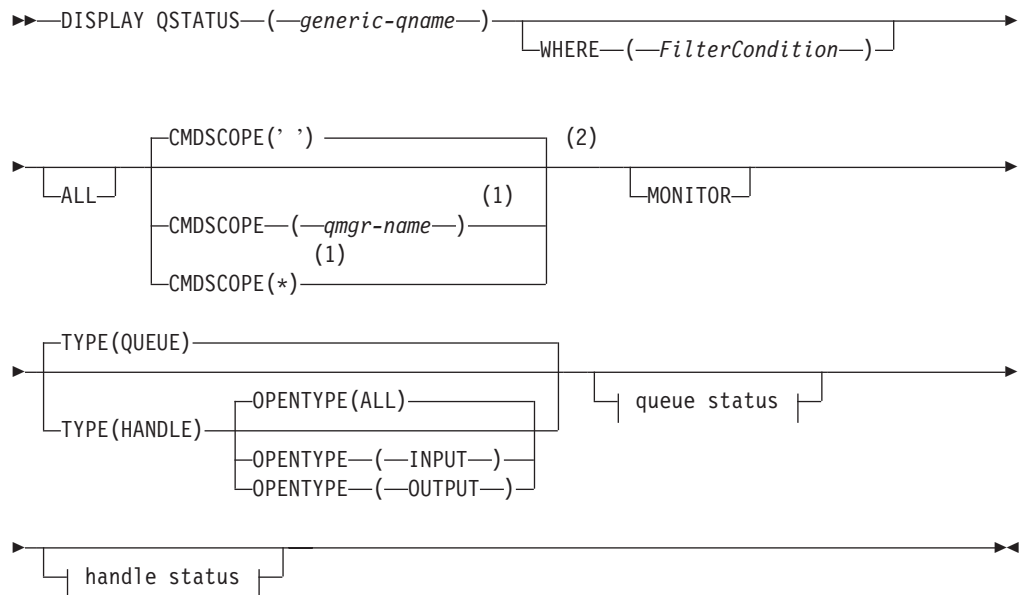 DISPLAY QSTATUS ( generic-qname )
WHERE ( FilterCondition )
CMDSCOPE(' ') (2)
ALL MONITOR
(1)
CMDSCOPE ( qmgr-name )
(1)
CMDSCOPE(*)
TYPE(QUEUE)
OPENTYPE(ALL) queue status
TYPE(HANDLE)
OPENTYPE ( INPUT )
OPENTYPE ( OUTPUT )
handle status